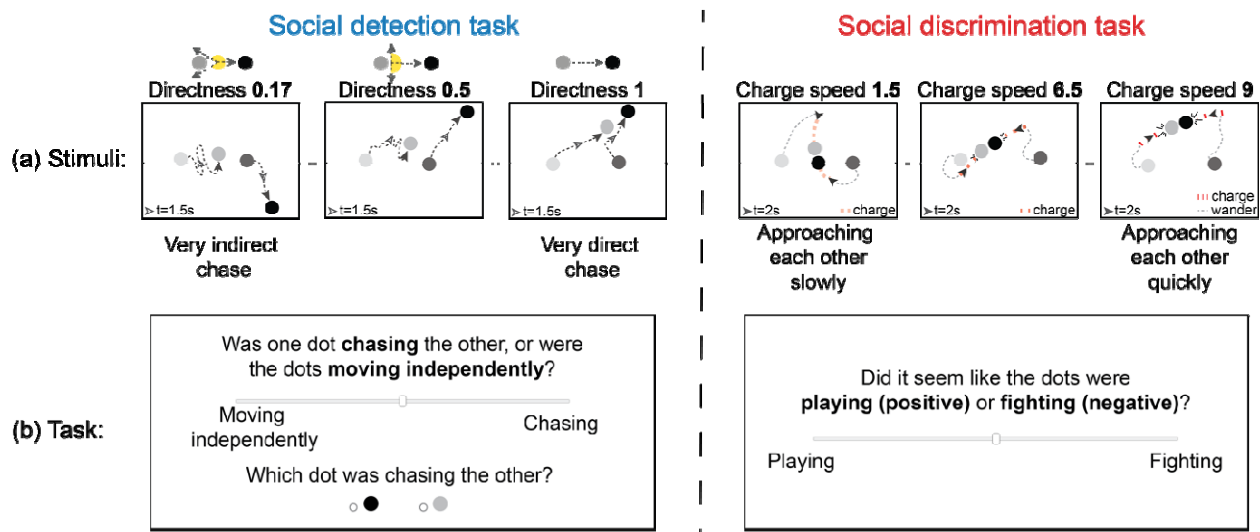 Social detection task
Social discrimination task
Directness 0.17
Directness 0.5
Directness 1
Charge speed 1.5
Charge speed 6.5
Charge speed 9
(a) Stimuli:
t=1.5s
t=1.5s
t=1.5s
t=2s
charge
t=2s
charge
t=2s
charge
wander
Very indirect
chase
Very direct
chase
Approaching
each other
slowly
Approaching
each other
quickly
(b) Task:
Was one dot chasing the other, or were
the dots moving independently?
Moving
independently
Chasing
Which dot was chasing the other?
Did it seem like the dots were
playing (positive) or fighting (negative)?
Playing
Fighting